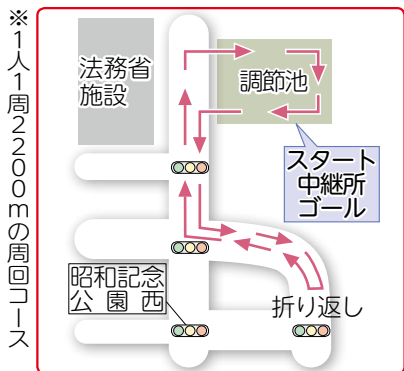 ※1人1周2200mの周回コース
法務省
施設
調節池
スタート
中継所
ゴール
昭和記念
公園西
折り返し